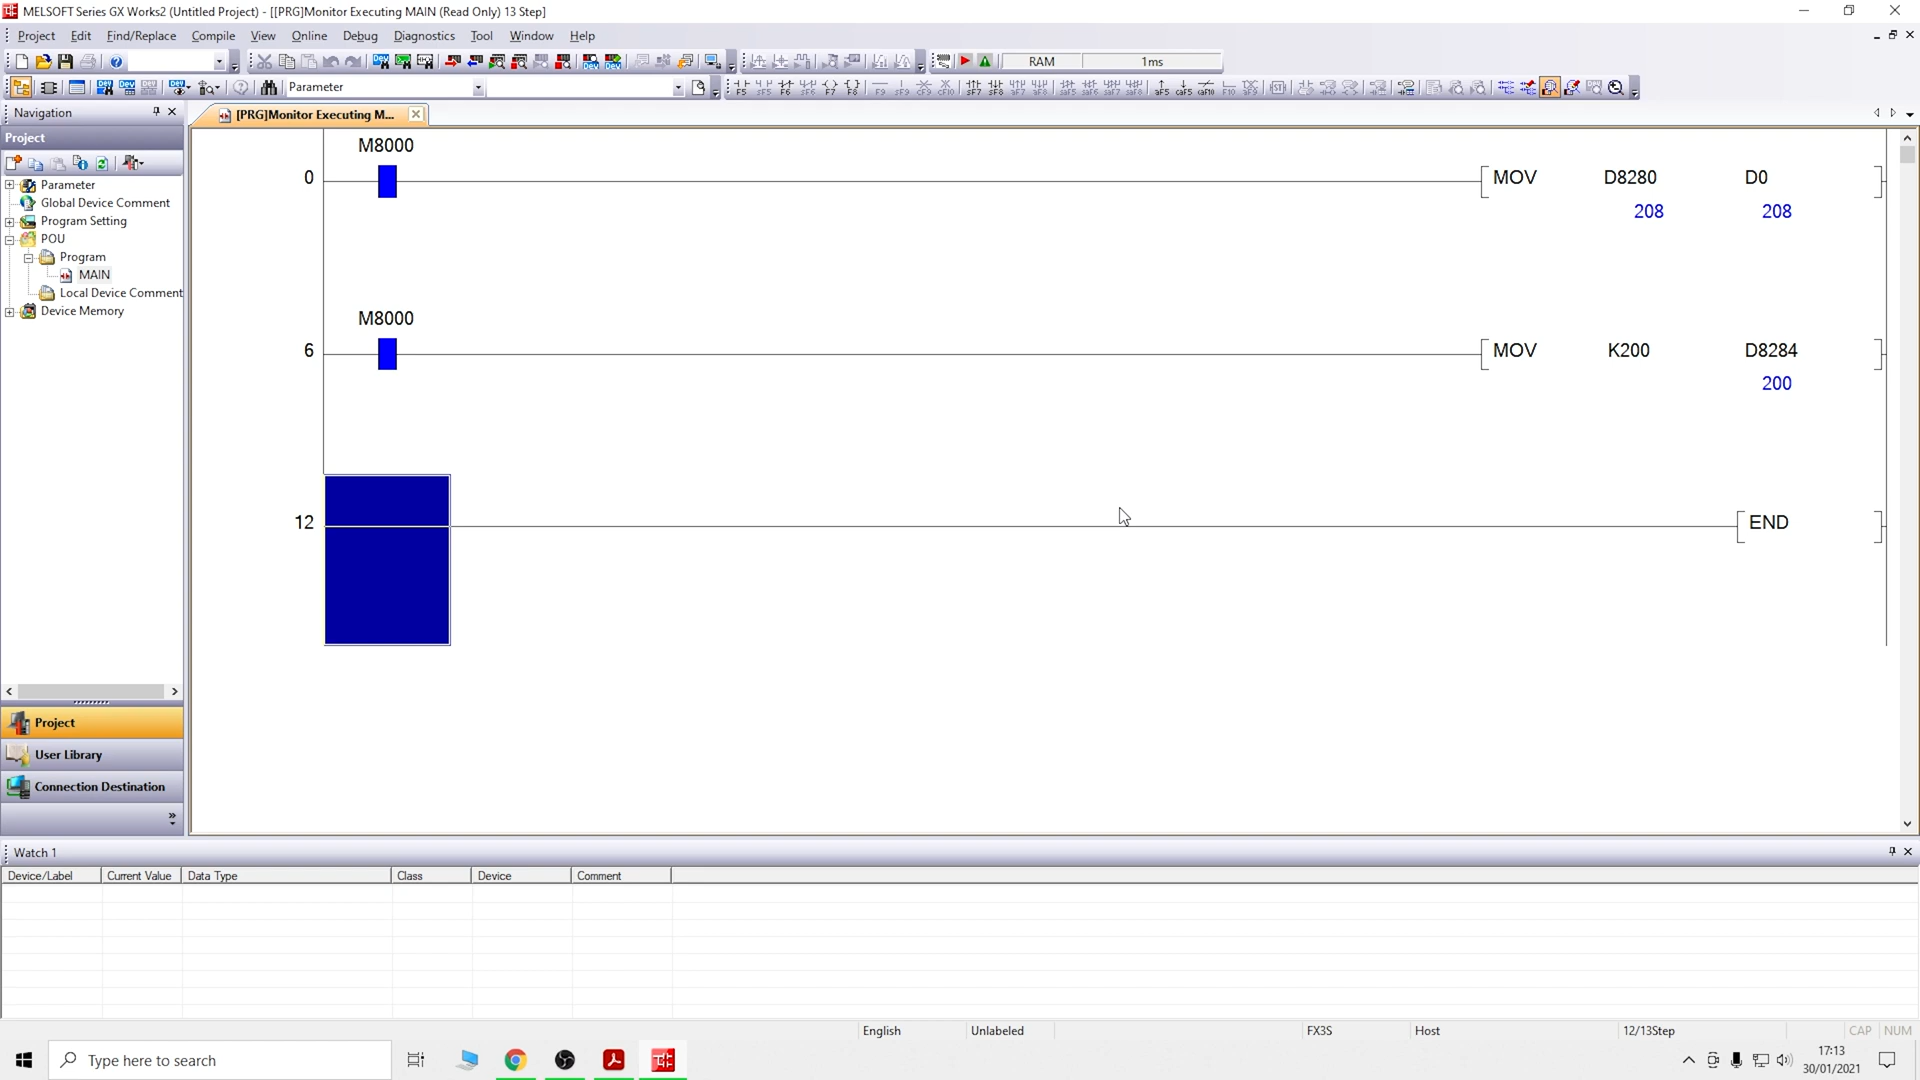 MELSOFT Series GX Works2 (Untitled Project) - [[PRG]Monitor Executing MAIN (Read Only) 13 Step]
Project Edit Find/Replace Compile View Online Debug Diagnostics Tool Window Help
RAM 1ms
Parameter
Navigation
[PRG]Monitor Executing M...
Project
Parameter
Global Device Comment
Program Setting
POU
Program
MAIN
Local Device Comment
Device Memory
M8000
0 MOV D8280 D0
208 208
M8000
6 MOV K200 D8284
200
12 END
Project
User Library
Connection Destination
Watch 1
Device/Label Current Value Data Type Class Device Comment
English Unlabeled FX3S Host 12/13Step CAP NUM
Type here to search
17:13
30/01/2021